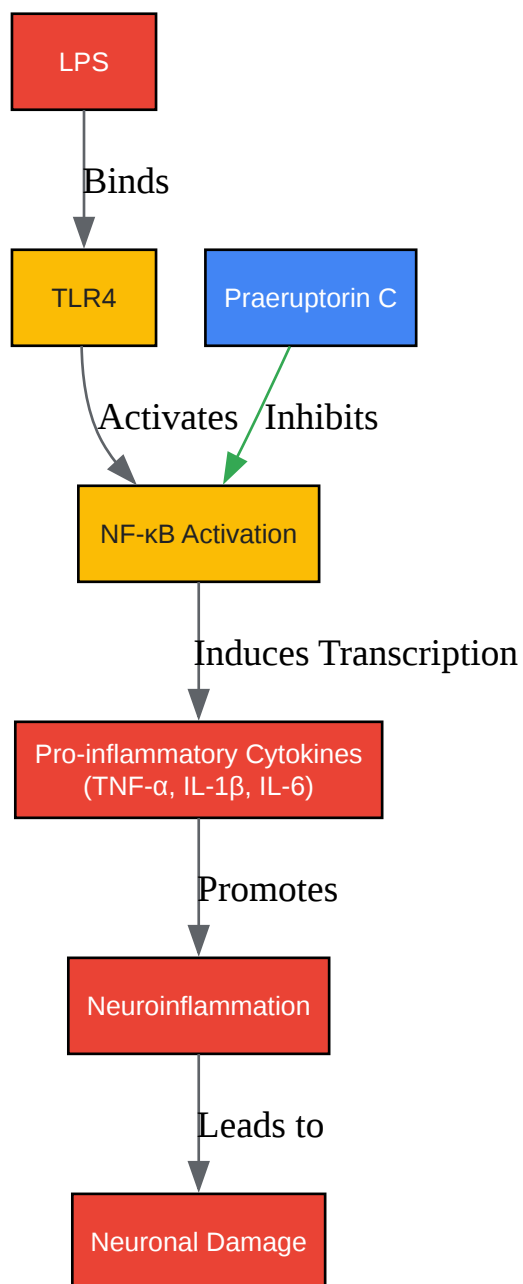 LPS
Binds
TLR4
Praeruptorin C
Activates
Inhibits
NF-κB Activation
Induces Transcription
Pro-inflammatory Cytokines
(TNF-α, IL-1β, IL-6)
Promotes
Neuroinflammation
Leads to
Neuronal Damage